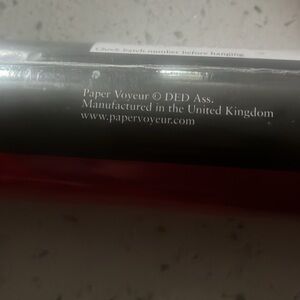 Check batch number before hanging
Paper Voyeur © DED Ass.
Manufactured in the United Kingdom
www.papervoyeur.com